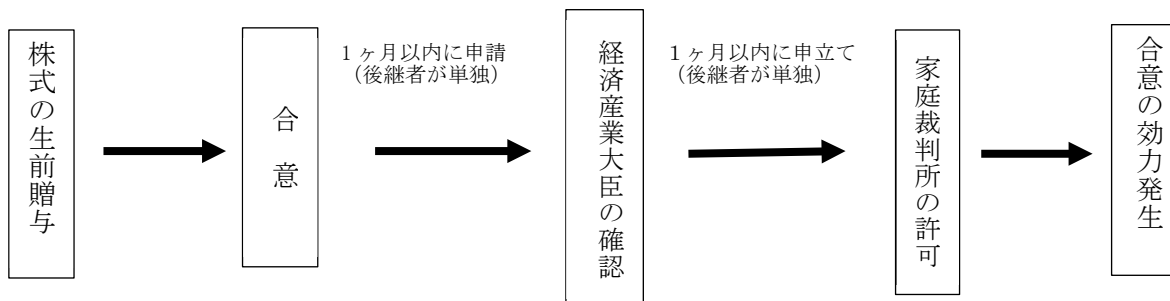 株式の生前贈与
合意
１ヶ月以内に申請
（後継者が単独）
経済産業大臣の確認
１ヶ月以内に申立て
（後継者が単独）
家庭裁判所の許可
合意の効力発生